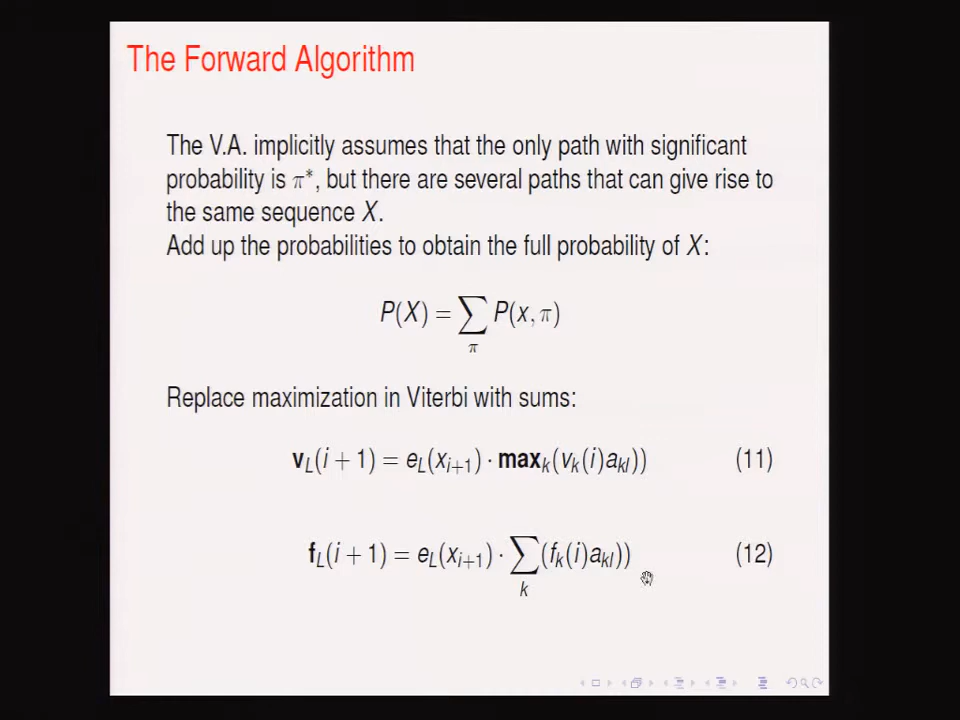 The Forward Algorithm
The V.A. implicitly assumes that the only path with significant
probability is π*, but there are several paths that can give rise to
the same sequence X.
Add up the probabilities to obtain the full probability of X:
P(X) = ∑_π P(x, π)
Replace maximization in Viterbi with sums:
v_L(i + 1) = e_L(x_{i+1}) · max_k(v_k(i)a_{kl})) (11)
f_L(i + 1) = e_L(x_{i+1}) · ∑_k (f_k(i)a_{kl})) (12)